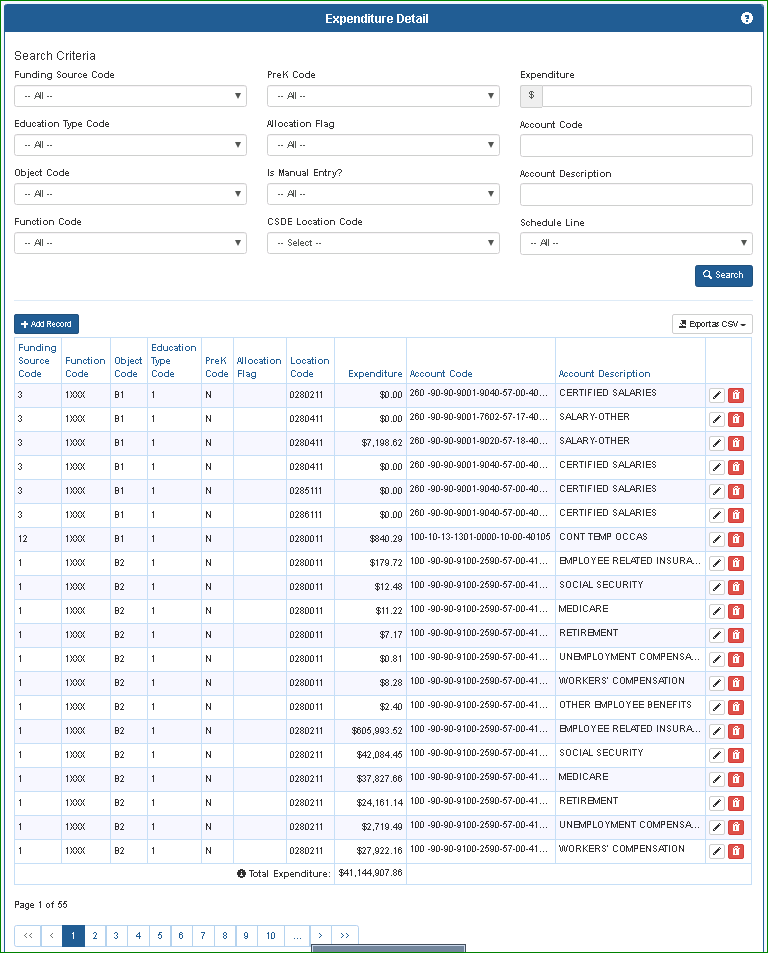 Expenditure Detail
Search Criteria
Funding Source Code PreK Code Expenditure
-- All -- -- All -- $
Education Type Code Allocation Flag Account Code
-- All -- -- All --
Object Code Is Manual Entry? Account Description
-- All -- -- All --
Function Code CSDE Location Code Schedule Line
-- All -- -- Select -- -- All --
Search
Add Record Export as CSV
Funding Source Code Function Code Object Code Education Type Code PreK Code Allocation Flag Location Code Expenditure Account Code Account Description
3 1XXX B1 1 N 0280211 $0.00 260 -90-90-9001-9040-57-00-40... CERTIFIED SALARIES
3 1XXX B1 1 N 0280411 $0.00 260 -90-90-9001-7602-57-17-40... SALARY-OTHER
3 1XXX B1 1 N 0280411 $7,198.62 260 -90-90-9001-9020-57-18-40... SALARY-OTHER
3 1XXX B1 1 N 0280411 $0.00 260 -90-90-9001-9040-57-00-40... CERTIFIED SALARIES
3 1XXX B1 1 N 0285111 $0.00 260 -90-90-9001-9040-57-00-40... CERTIFIED SALARIES
3 1XXX B1 1 N 0286111 $0.00 260 -90-90-9001-9040-57-00-40... CERTIFIED SALARIES
12 1XXX B1 1 N 0280011 $840.29 100-10-13-1301-0000-10-00-40105 CONT TEMP OCCAS
1 1XXX B2 1 N 0280011 $179.72 100 -90-90-9100-2590-57-00-41... EMPLOYEE RELATED INSURA...
1 1XXX B2 1 N 0280011 $12.48 100 -90-90-9100-2590-57-00-41... SOCIAL SECURITY
1 1XXX B2 1 N 0280011 $11.22 100 -90-90-9100-2590-57-00-41... MEDICARE
1 1XXX B2 1 N 0280011 $7.17 100 -90-90-9100-2590-57-00-41... RETIREMENT
1 1XXX B2 1 N 0280011 $0.81 100 -90-90-9100-2590-57-00-41... UNEMPLOYMENT COMPENSA...
1 1XXX B2 1 N 0280011 $8.28 100 -90-90-9100-2590-57-00-41... WORKERS' COMPENSATION
1 1XXX B2 1 N 0280011 $2.40 100 -90-90-9100-2590-57-00-41... OTHER EMPLOYEE BENEFITS
1 1XXX B2 1 N 0280211 $605,993.52 100 -90-90-9100-2590-57-00-41... EMPLOYEE RELATED INSURA...
1 1XXX B2 1 N 0280211 $42,084.45 100 -90-90-9100-2590-57-00-41... SOCIAL SECURITY
1 1XXX B2 1 N 0280211 $37,827.66 100 -90-90-9100-2590-57-00-41... MEDICARE
1 1XXX B2 1 N 0280211 $24,161.14 100 -90-90-9100-2590-57-00-41... RETIREMENT
1 1XXX B2 1 N 0280211 $2,719.49 100 -90-90-9100-2590-57-00-41... UNEMPLOYMENT COMPENSA...
1 1XXX B2 1 N 0280211 $27,922.16 100 -90-90-9100-2590-57-00-41... WORKERS' COMPENSATION
Total Expenditure: $41,144,907.86
Page 1 of 55
<< < 1 2 3 4 5 6 7 8 9 10 ... > >>